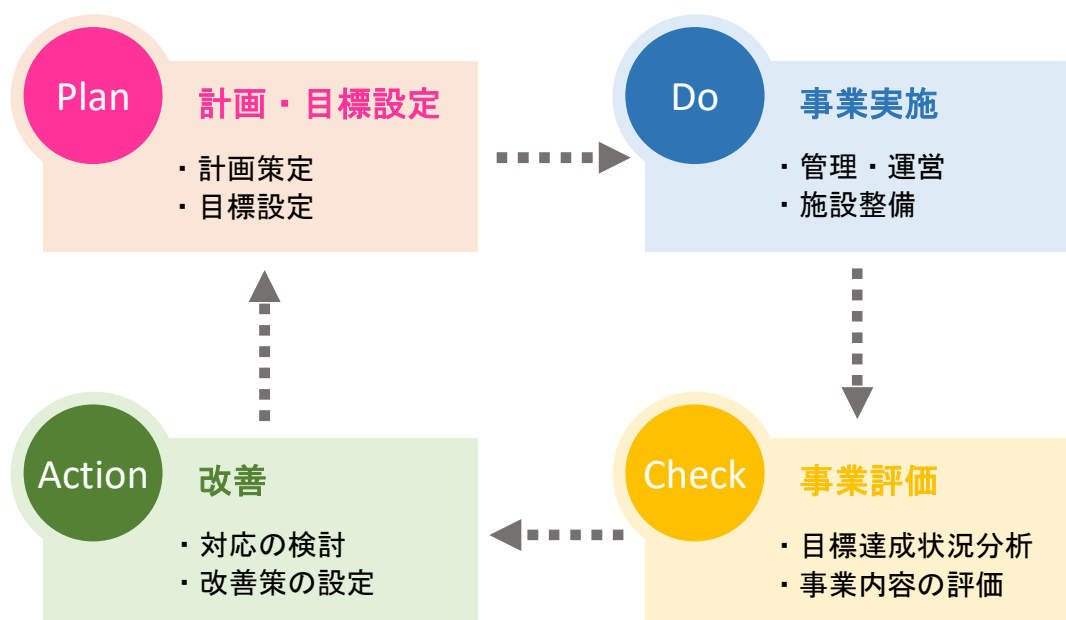 Plan
計画・目標設定
・計画策定
・目標設定
Do
事業実施
・管理・運営
・施設整備
Action
改善
・対応の検討
・改善策の設定
Check
事業評価
・目標達成状況分析
・事業内容の評価